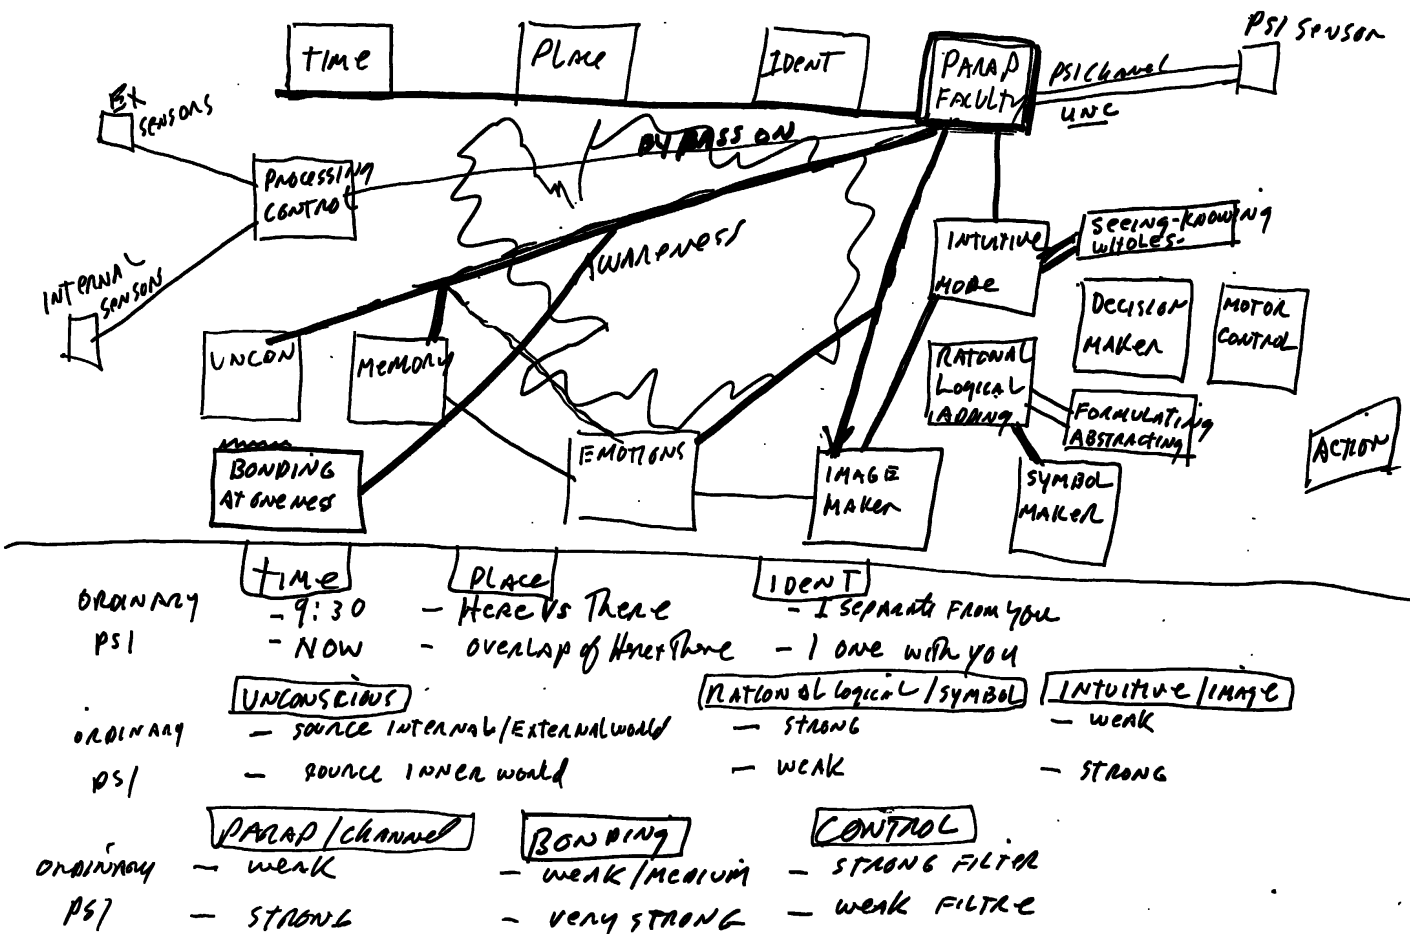 TIME
PLACE
IDENT
PARAP
FACULTY
PSI CHANNEL
UNC
PSI SENSOR
EX
SENSORS
PROCESSING
CONTROL
BYPASS ON
AWARENESS
INTERNAL
SENSOR
INTUITIVE
MODE
SEEING-KNOWING
WHOLES-
DECISION
MAKER
MOTOR
CONTROL
UNCON
MEMORY
RATIONAL
LOGICAL
ADDING
FORMULATING
ABSTRACTING
ACTION
BONDING
AT ONENESS
EMOTIONS
IMAGE
MAKER
SYMBOL
MAKER
TIME PLACE IDENT
ORDINARY - 9:30 - HERE VS THERE - I SEPARATE FROM YOU
PSI - NOW - OVERLAP OF HERE+THERE - I ONE WITH YOU
UNCONSCIOUS RATIONAL LOGICAL/SYMBOL INTUITIVE/IMAGE
ORDINARY - SOURCE INTERNAL/EXTERNAL WORLD - STRONG - WEAK
PSI - SOURCE INNER WORLD - WEAK - STRONG
PARAP/CHANNEL BONDING CONTROL
ORDINARY - WEAK - WEAK/MEDIUM - STRONG FILTER
PSI - STRONG - VERY STRONG - WEAK FILTRE